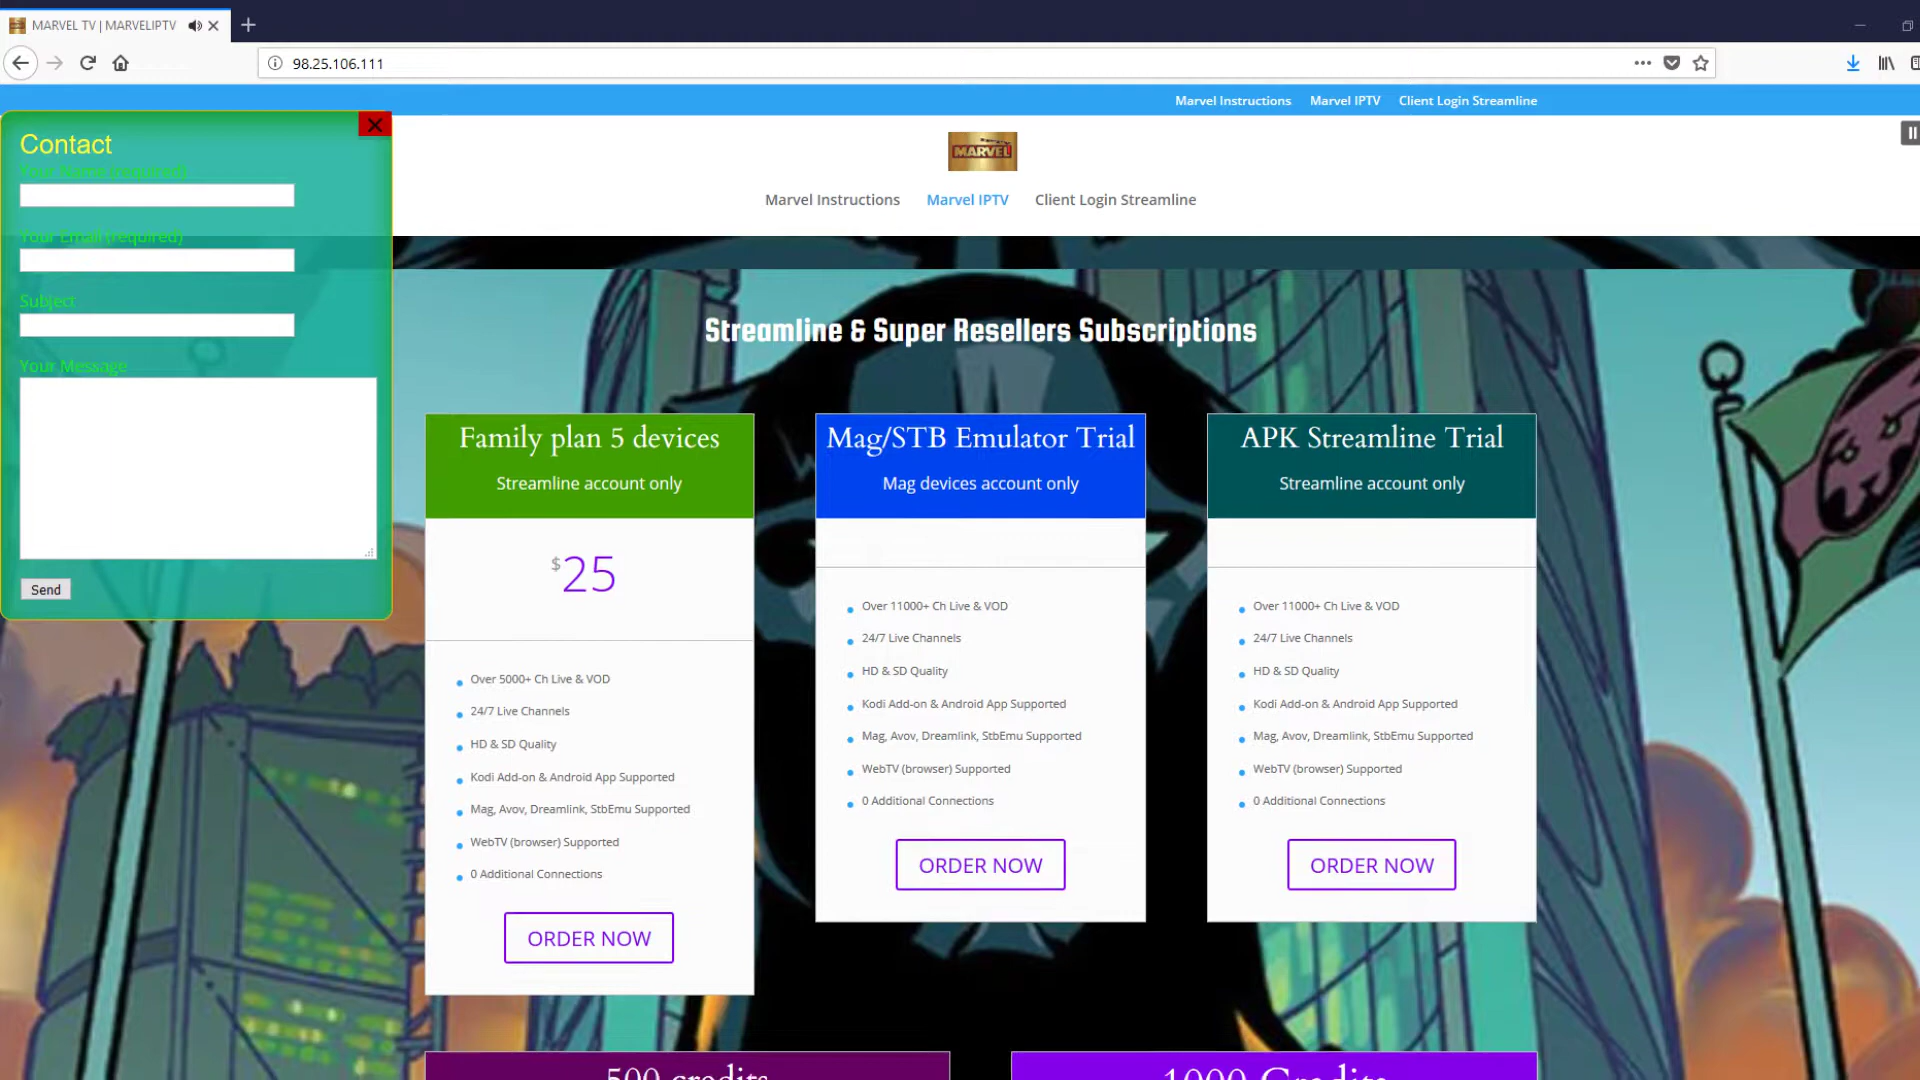 MARVEL TV | MARVELIPTV
98.25.106.111
Marvel Instructions Marvel IPTV Client Login Streamline
MARVEL
Marvel Instructions Marvel IPTV Client Login Streamline
Contact
Your Name (required)
Your Email (required)
Subject
Your Message
Send
Streamline & Super Resellers Subscriptions
Family plan 5 devices
Streamline account only
$25
Over 5000+ Ch Live & VOD
24/7 Live Channels
HD & SD Quality
Kodi Add-on & Android App Supported
Mag, Avov, Dreamlink, StbEmu Supported
WebTV (browser) Supported
0 Additional Connections
ORDER NOW
Mag/STB Emulator Trial
Mag devices account only
Over 11000+ Ch Live & VOD
24/7 Live Channels
HD & SD Quality
Kodi Add-on & Android App Supported
Mag, Avov, Dreamlink, StbEmu Supported
WebTV (browser) Supported
0 Additional Connections
ORDER NOW
APK Streamline Trial
Streamline account only
Over 11000+ Ch Live & VOD
24/7 Live Channels
HD & SD Quality
Kodi Add-on & Android App Supported
Mag, Avov, Dreamlink, StbEmu Supported
WebTV (browser) Supported
0 Additional Connections
ORDER NOW
500 credits
1000 Credits